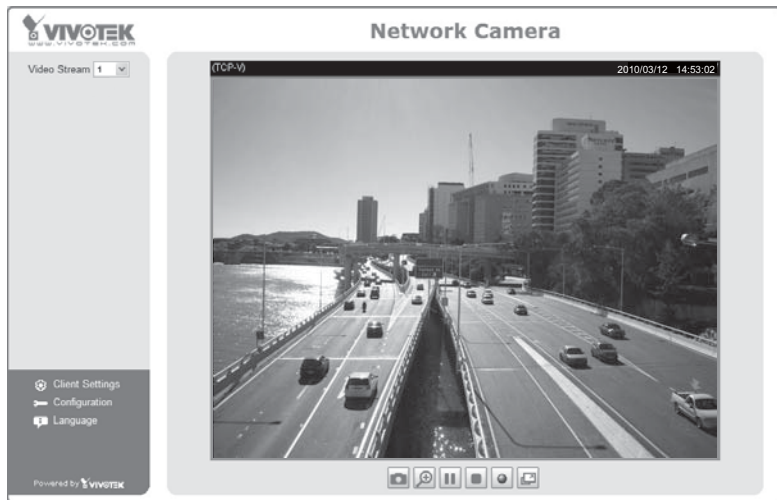 VIVOTEK
www.vivotek.com
Network Camera
Video Stream 1
(TCP-V)
2010/03/12 14:53:02
Client Settings
Configuration
Language
Powered by VIVOTEK